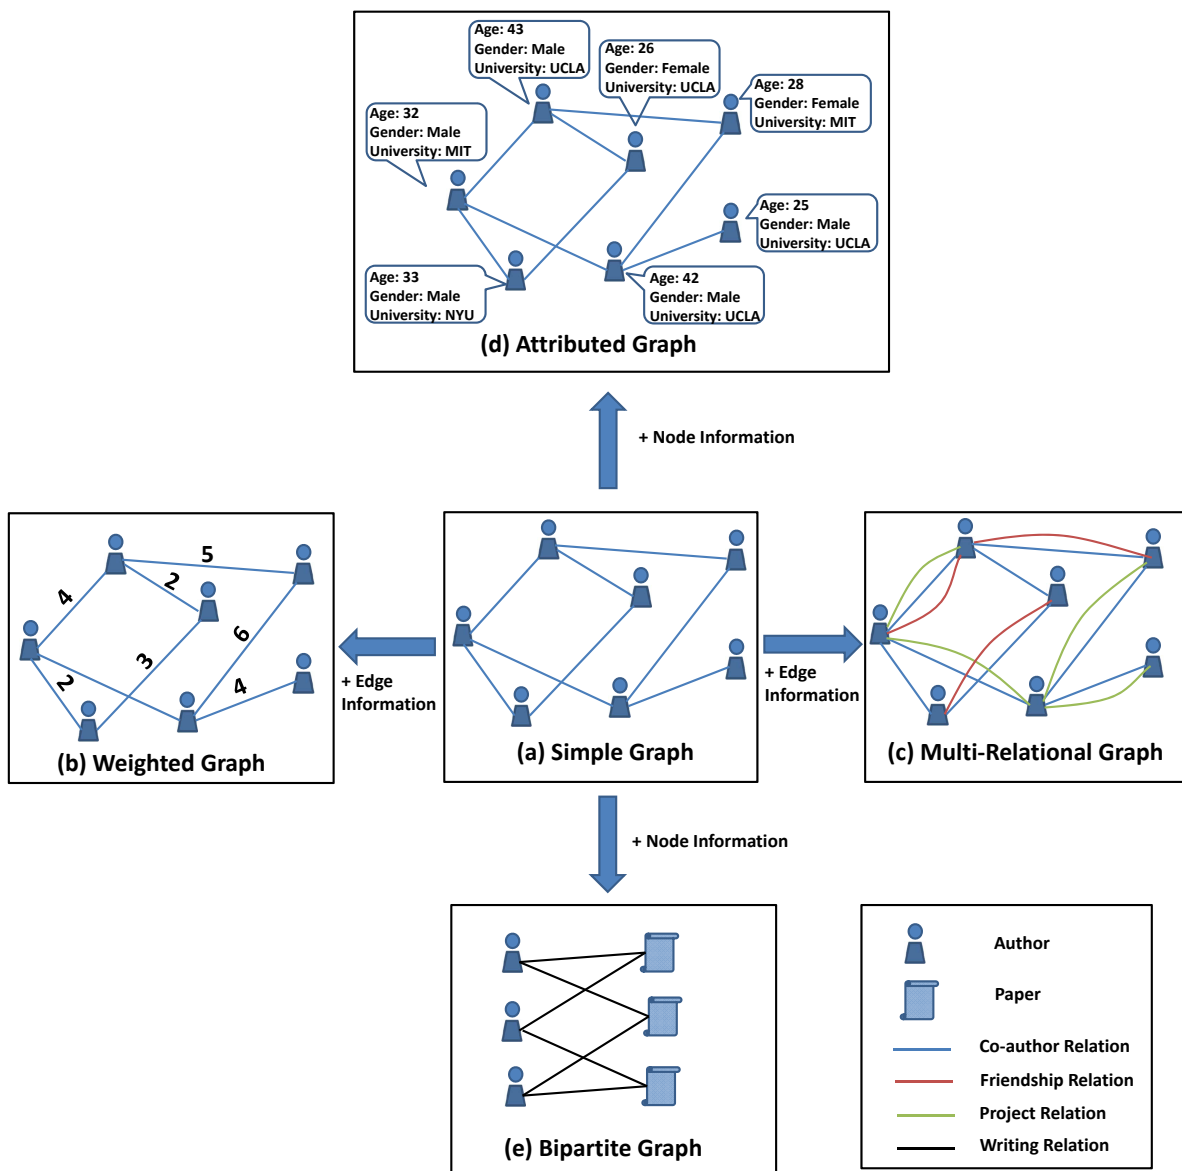 Age: 43
Gender: Male
University: UCLA
Age: 26
Gender: Female
University: UCLA
Age: 28
Gender: Female
University: MIT
Age: 32
Gender: Male
University: MIT
Age: 25
Gender: Male
University: UCLA
Age: 33
Gender: Male
University: NYU
Age: 42
Gender: Male
University: UCLA
(d) Attributed Graph
+ Node Information
5
2
4
6
3
2
4
(b) Weighted Graph
+ Edge
Information
(a) Simple Graph
+ Edge
Information
(c) Multi-Relational Graph
+ Node Information
(e) Bipartite Graph
Author
Paper
Co-author Relation
Friendship Relation
Project Relation
Writing Relation